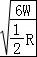 √(6W / (1/2 R))